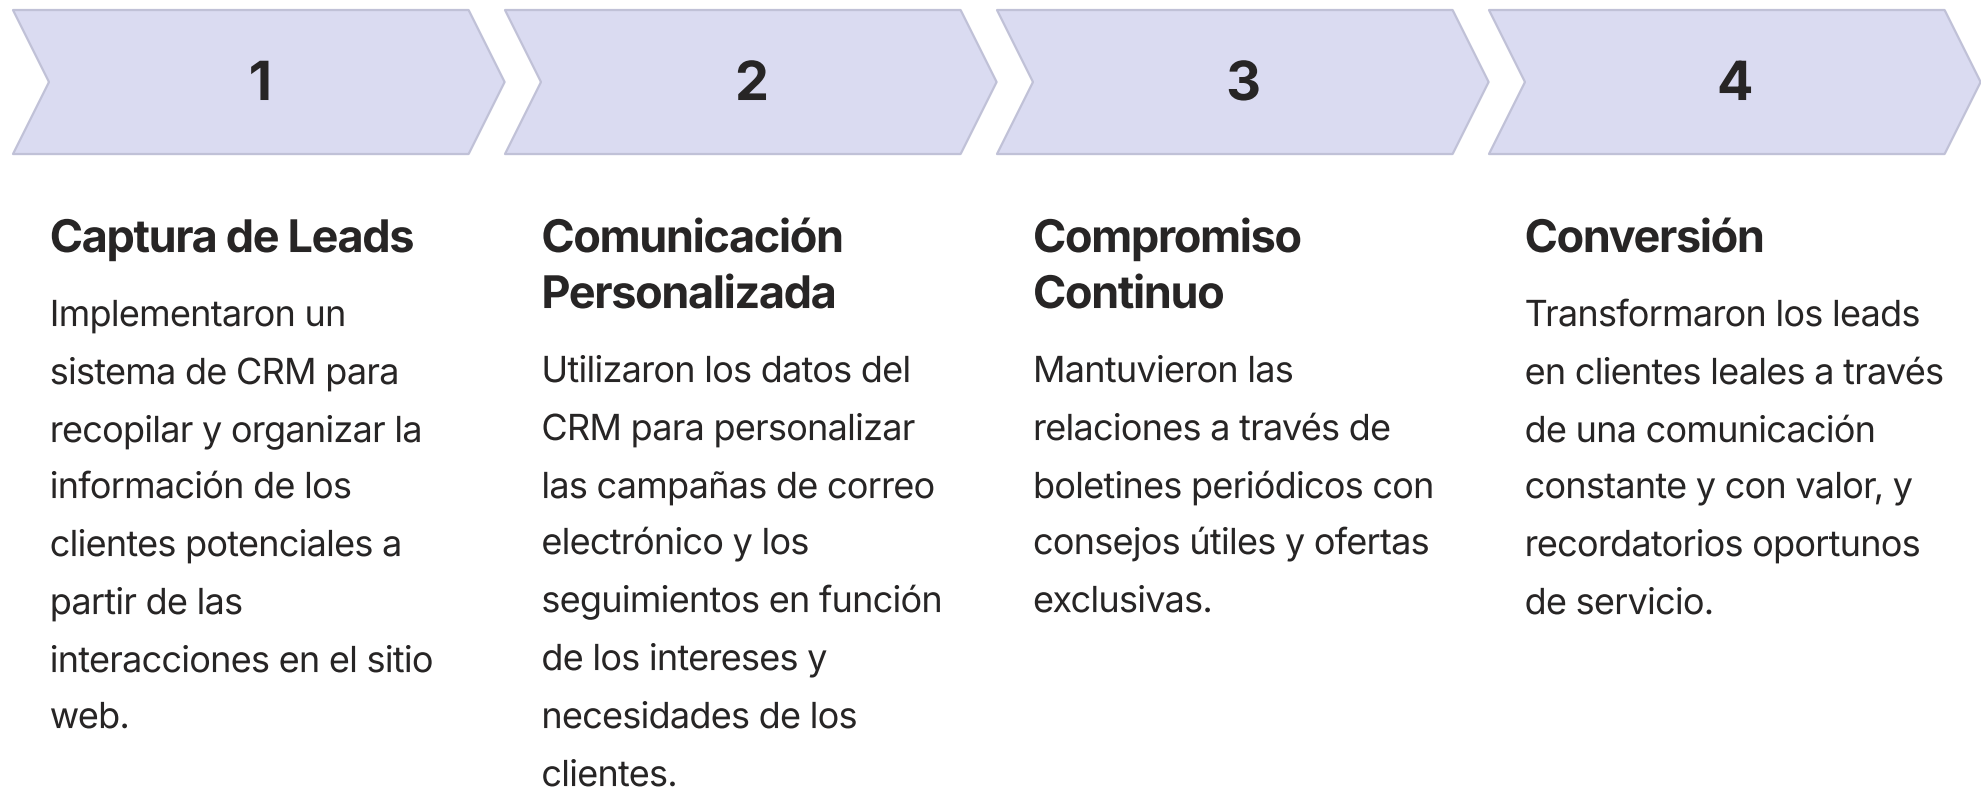 1
2
3
4
Captura de Leads
Implementaron un
sistema de CRM para
recopilar y organizar la
información de los
clientes potenciales a
partir de las
interacciones en el sitio
web.
Comunicación
Personalizada
Utilizaron los datos del
CRM para personalizar
las campañas de correo
electrónico y los
seguimientos en función
de los intereses y
necesidades de los
clientes.
Compromiso
Continuo
Mantuvieron las
relaciones a través de
boletines periódicos con
consejos útiles y ofertas
exclusivas.
Conversión
Transformaron los leads
en clientes leales a través
de una comunicación
constante y con valor, y
recordatorios oportunos
de servicio.